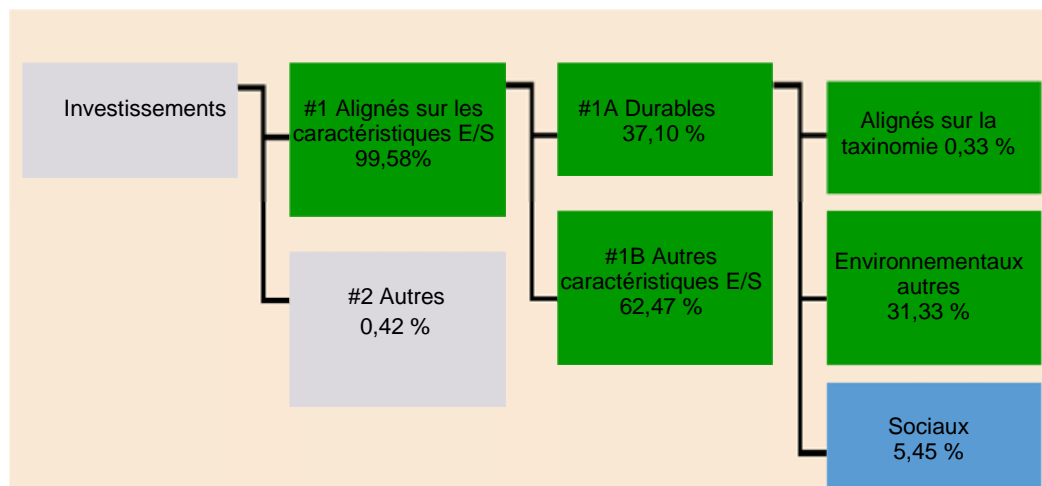 Investissements
#1 Alignés sur les
caractéristiques E/S
99,58%
#2 Autres
0,42 %
#1A Durables
37,10 %
#1B Autres
caractéristiques E/S
62,47 %
Alignés sur la
taxinomie 0,33 %
Environnementaux
autres
31,33 %
Sociaux
5,45 %